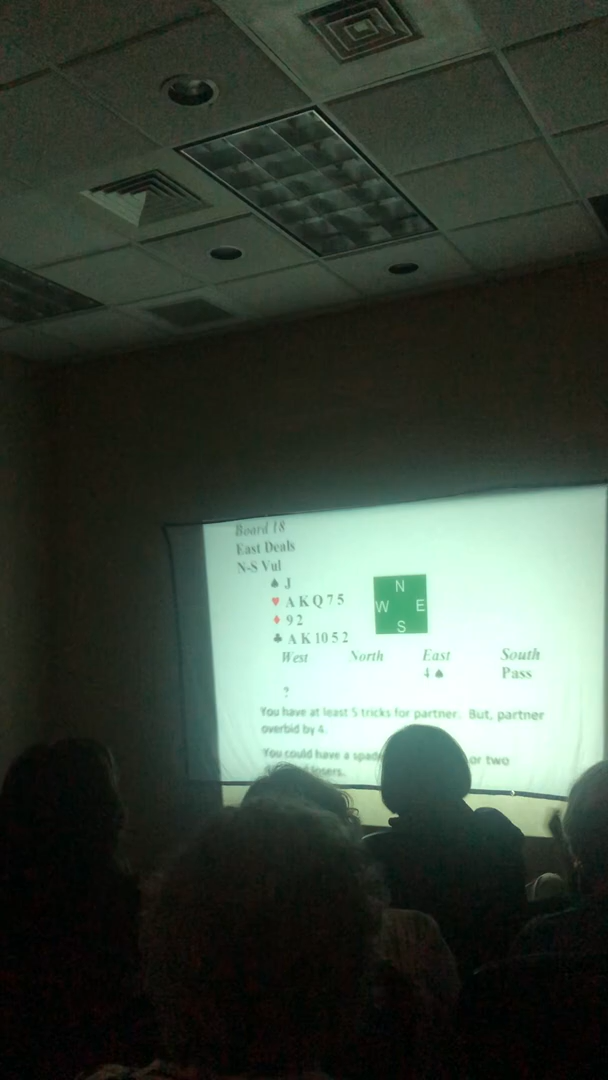 Board 18
East Deals
N-S Vul
♠ J
♥ A K Q 7 5
♦ 9 2
♣ A K 10 5 2
N
W E
S
West North East South
4 ♠ Pass
?
You have at least 5 tricks for partner. But, partner
overbid by 4.
You could have a spad or two
losers.